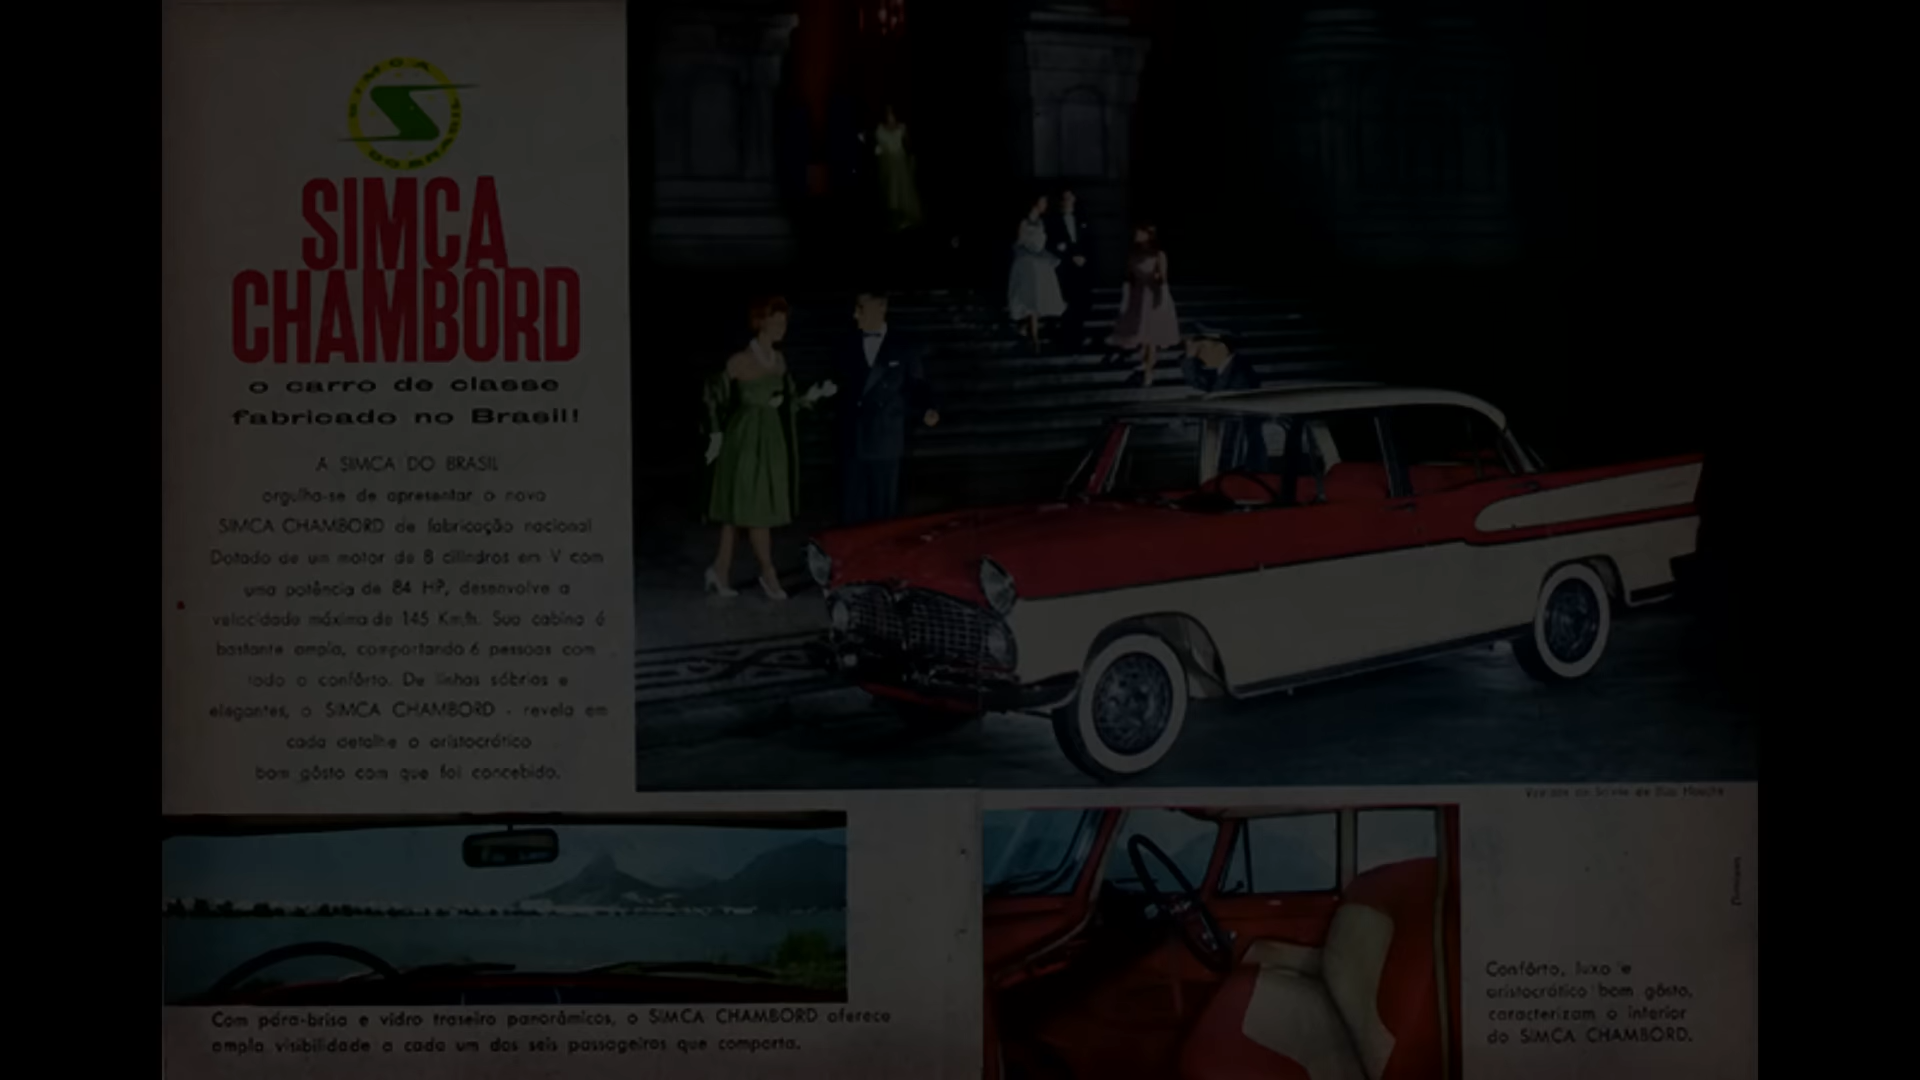 SIMCA
DO BRASIL
SIMCA
CHAMBORD
o carro de classe
fabricado no Brasil!
A SIMCA DO BRASIL
orgulha-se de apresentar o novo
SIMCA CHAMBORD de fabricação nacional
Dotado de um motor de 8 cilindros em V com
uma potência de 84 HP, desenvolve a
velocidade máxima de 145 Km/h. Sua cabina é
bastante ampla, comportando 6 pessoas com
todo o confôrto. De linhas sóbrias e
elegantes, o SIMCA CHAMBORD - revela em
cada detalhe o aristocrático
bom gôsto com que foi concebido.
Com pára-brisa e vidro traseiro panorâmicos, o SIMCA CHAMBORD oferece
ampla visibilidade a cada um dos seis passageiros que comporta.
Confôrto, luxo e
aristocrático bom gôsto,
caracterizam o interior
do SIMCA CHAMBORD.